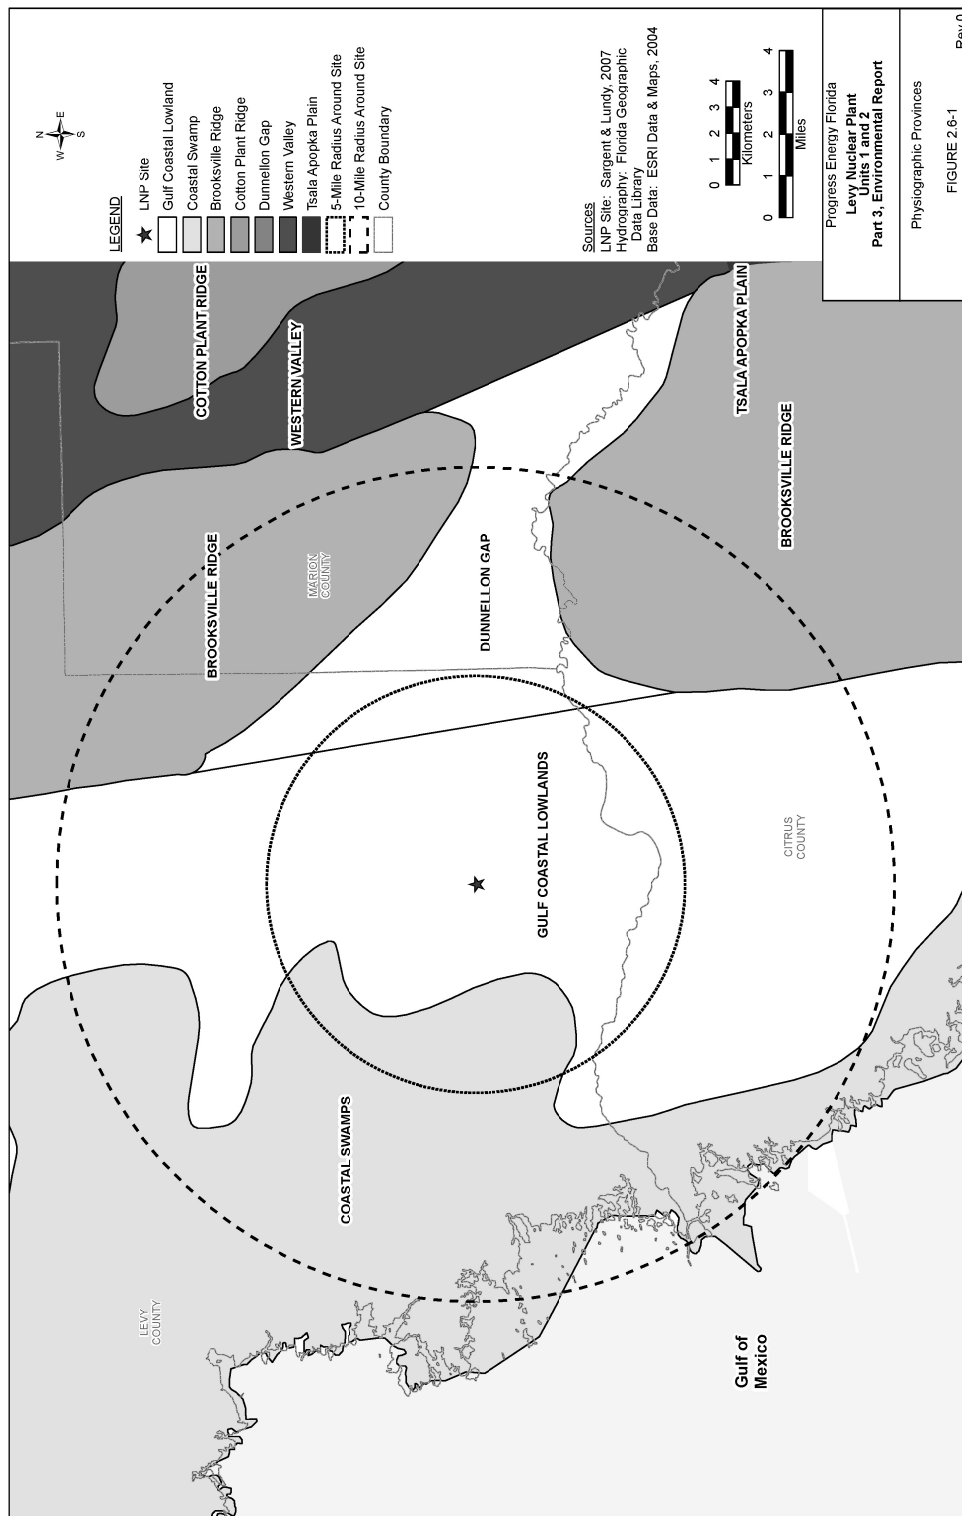 N
W
E
S
LEGEND
LNP Site
Gulf Coastal Lowland
Coastal Swamp
Brooksville Ridge
Cotton Plant Ridge
Dunnellon Gap
Western Valley
Tsala Apopka Plain
5-Mile Radius Around Site
10-Mile Radius Around Site
County Boundary
Sources
LNP Site: Sargent & Lundy, 2007
Hydrography: Florida Geographic
Data Library
Base Data: ESRI Data & Maps, 2004
0 1 2 3 4
Kilometers
0 1 2 3 4
Miles
Progress Energy Florida
Levy Nuclear Plant
Units 1 and 2
Part 3, Environmental Report
Physiographic Provinces
FIGURE 2.6-1
Rev 0
COTTON PLANT RIDGE
WESTERN VALLEY
TSALA APOPKA PLAIN
BROOKSVILLE RIDGE
BROOKSVILLE RIDGE
MARION
COUNTY
DUNNELLON GAP
GULF COASTAL LOWLANDS
CITRUS
COUNTY
COASTAL SWAMPS
LEVY
COUNTY
Gulf of
Mexico